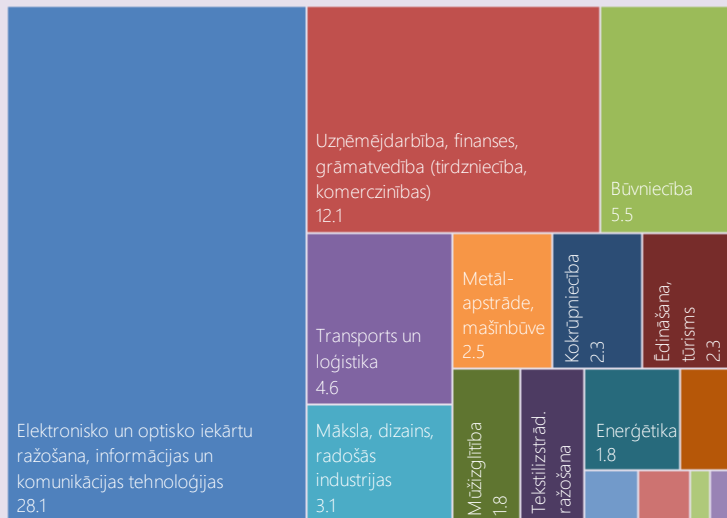 Uzņēmējdarbība, finanses,
grāmatvedība (tirdzniecība,
komerczinības)
12.1
Būvniecība
5.5
Elektronisko un optisko iekārtu
ražošana, informācijas un
komunikācijas tehnoloģijas
28.1
Transports un
loģistika
4.6
Metāl-
apstrāde,
mašīnbūve
2.5
Kokrūpniecība
2.3
Ēdināšana,
tūrisms
2.3
Māksla, dizains,
radošās
industrijas
3.1
Mūžizglītība
1.8
Tekstilizstrād.
ražošana
Enerģētika
1.8